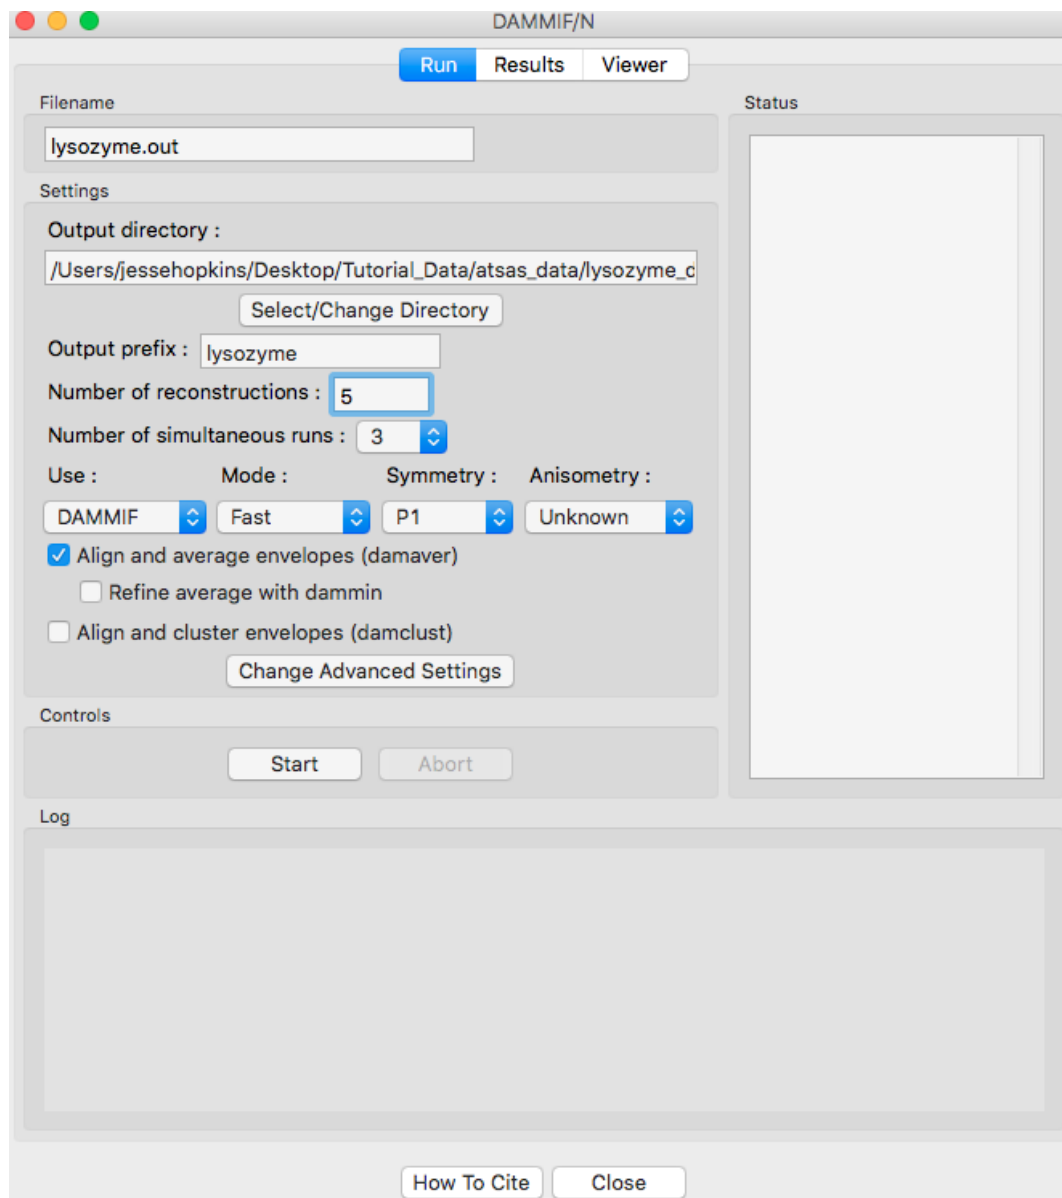 DAMMIF/N
Run Results Viewer
Filename
lysozyme.out
Settings
Output directory :
/Users/jessehopkins/Desktop/Tutorial_Data/atsas_data/lysozyme_d
Select/Change Directory
Output prefix : lysozyme
Number of reconstructions : 5
Number of simultaneous runs : 3
Use : Mode : Symmetry : Anisometry :
DAMMIF Fast P1 Unknown
Align and average envelopes (damaver)
Refine average with dammin
Align and cluster envelopes (damclust)
Change Advanced Settings
Controls
Start Abort
Status
Log
How To Cite Close